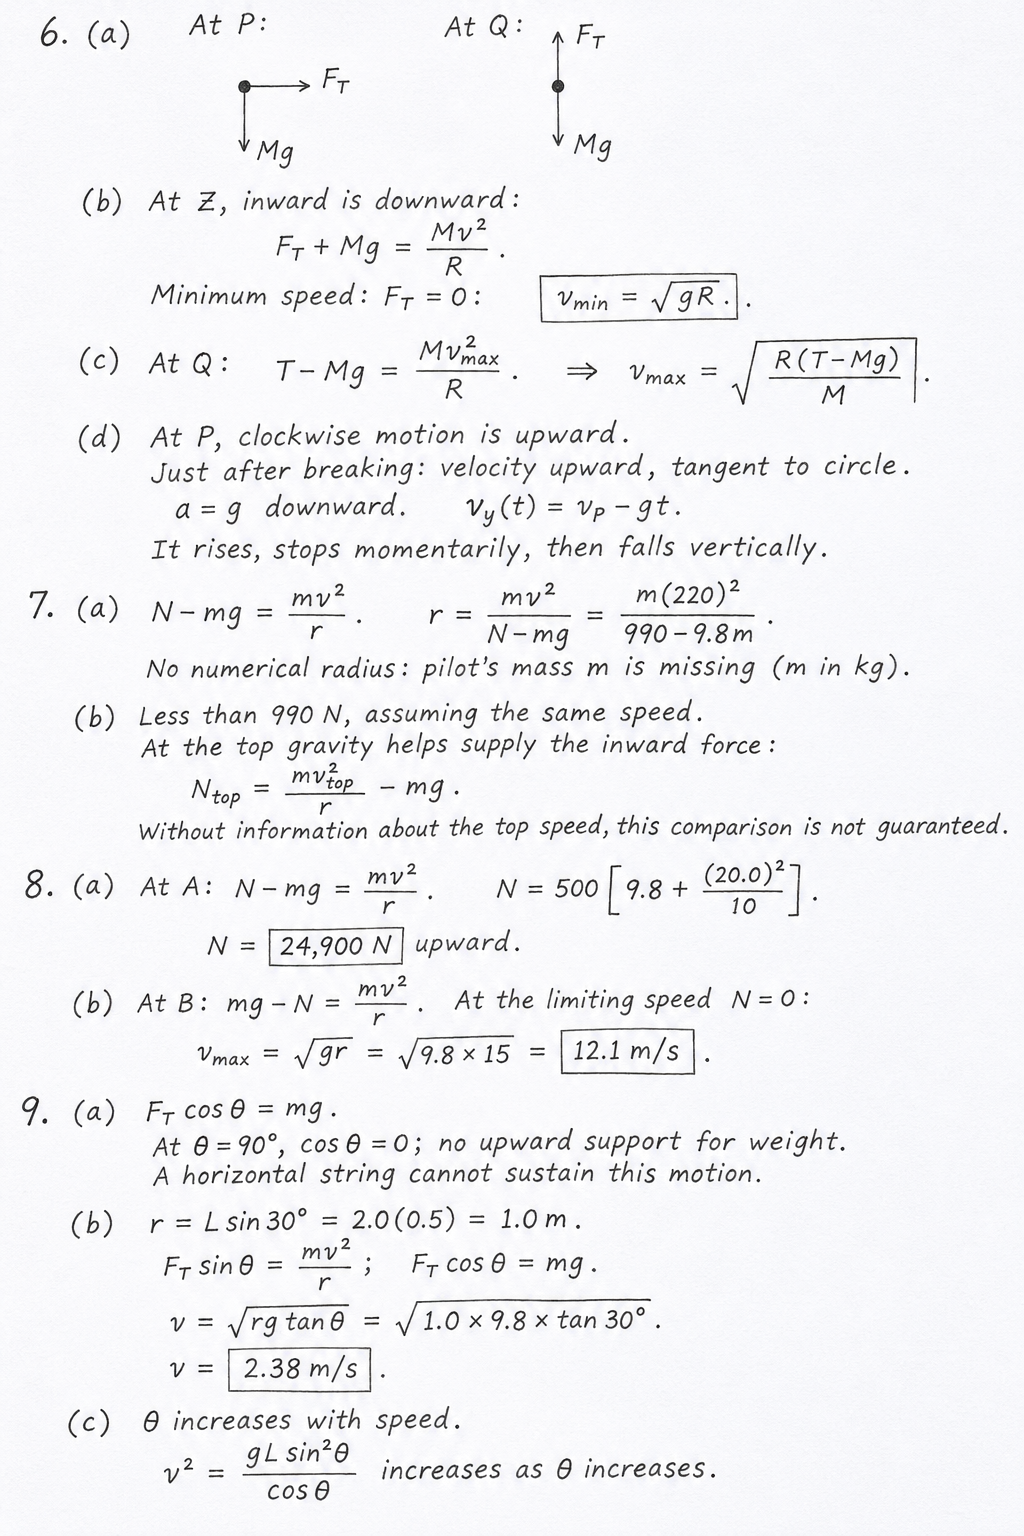 6. (a) At P: At Q:
F_T F_T
Mg Mg
(b) At Z, inward is downward:
F_T + Mg = Mv²/R .
Minimum speed: F_T = 0: v_min = √gR . .
(c) At Q: T − Mg = Mv²_max/R . ⇒ v_max = √(R(T−Mg)/M) .
(d) At P, clockwise motion is upward.
Just after breaking: velocity upward, tangent to circle.
a = g downward. v_y(t) = v_P − gt.
It rises, stops momentarily, then falls vertically.
7. (a) N − mg = mv²/r . r = mv²/(N−mg) = m(220)²/(990−9.8m) .
No numerical radius: pilot's mass m is missing (m in kg).
(b) Less than 990 N, assuming the same speed.
At the top gravity helps supply the inward force:
N_top = mv²_top/r − mg .
Without information about the top speed, this comparison is not guaranteed.
8. (a) At A: N − mg = mv²/r . N = 500 [9.8 + (20.0)²/10] .
N = 24,900 N upward.
(b) At B: mg − N = mv²/r . At the limiting speed N = 0:
v_max = √gr = √9.8 × 15 = 12.1 m/s .
9. (a) F_T cos θ = mg .
At θ = 90°, cos θ = 0; no upward support for weight.
A horizontal string cannot sustain this motion.
(b) r = L sin 30° = 2.0(0.5) = 1.0 m .
F_T sin θ = mv²/r ; F_T cos θ = mg .
v = √rg tan θ = √1.0 × 9.8 × tan 30° .
v = 2.38 m/s .
(c) θ increases with speed.
v² = gL sin²θ/cos θ increases as θ increases.